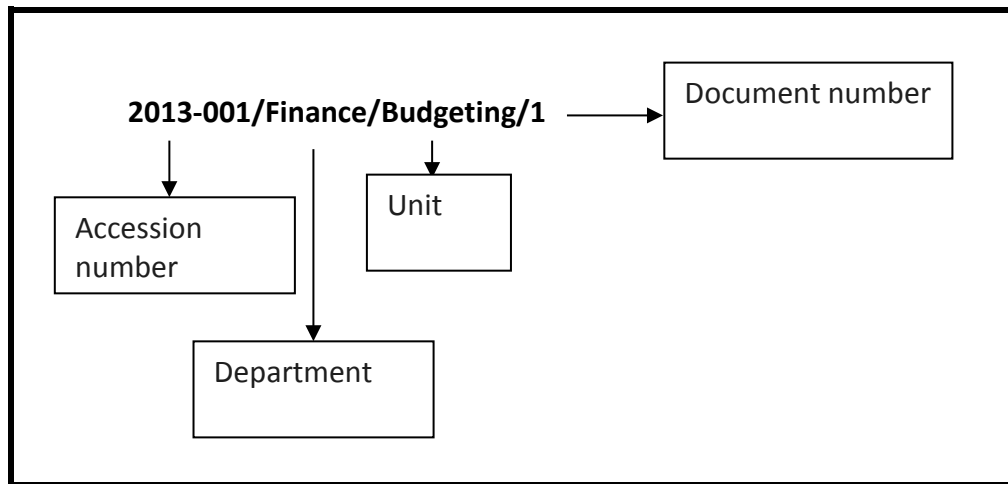 Document number
2013-001/Finance/Budgeting/1
Unit
Accession
number
Department